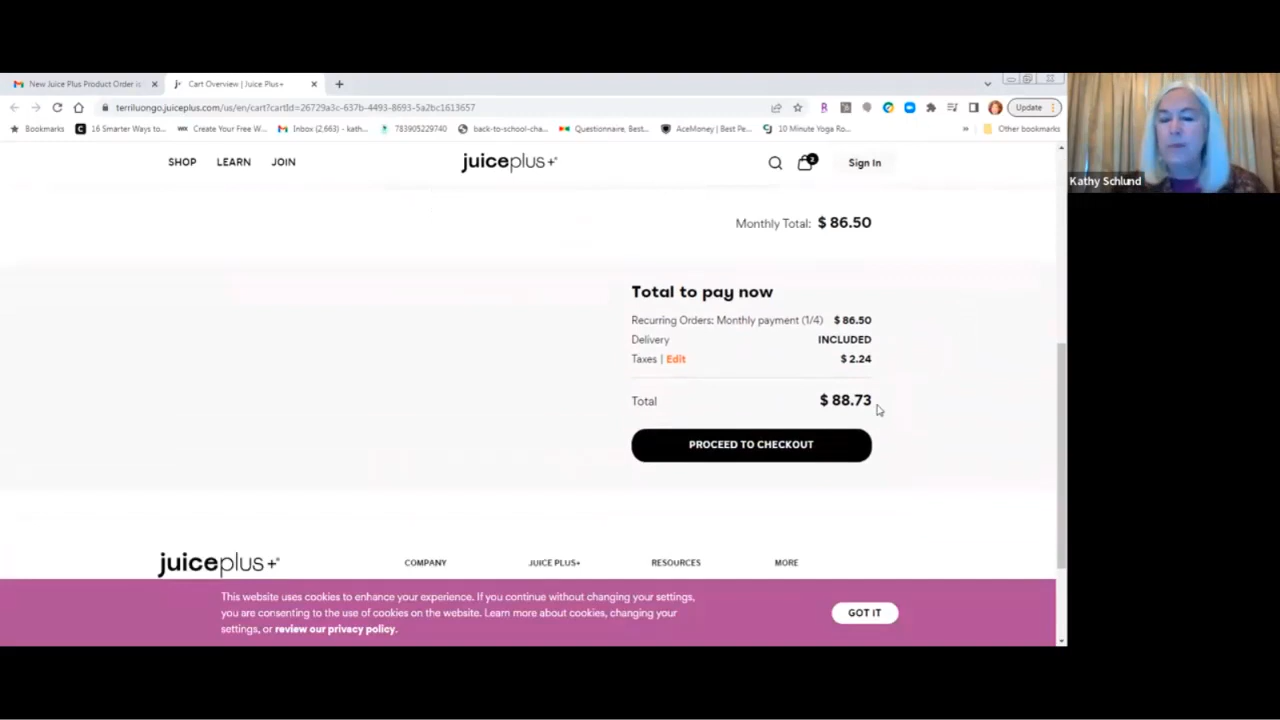 New Juice Plus Product Order is
Cart Overview | Juice Plus+
terriluongo.juiceplus.com/us/en/cart?cartId=26729a3c-637b-4493-8693-5a2bc1613657
Update
Bookmarks
16 Smarter Ways to...
Create Your Free W...
Inbox (2,663) - kath...
783905229740
back-to-school-cha...
Questionnaire, Best...
AceMoney | Best Pe...
10 Minute Yoga Ro...
»
Other bookmarks
SHOP LEARN JOIN
juiceplus+
2
Sign In
Kathy Schlund
Monthly Total: $ 86.50
Total to pay now
Recurring Orders: Monthly payment (1/4) $ 86.50
Delivery INCLUDED
Taxes | Edit $ 2.24
Total $ 88.73
PROCEED TO CHECKOUT
juiceplus+
COMPANY JUICE PLUS+ RESOURCES MORE
This website uses cookies to enhance your experience. If you continue without changing your settings,
you are consenting to the use of cookies on the website. Learn more about cookies, changing your
settings, or review our privacy policy.
GOT IT